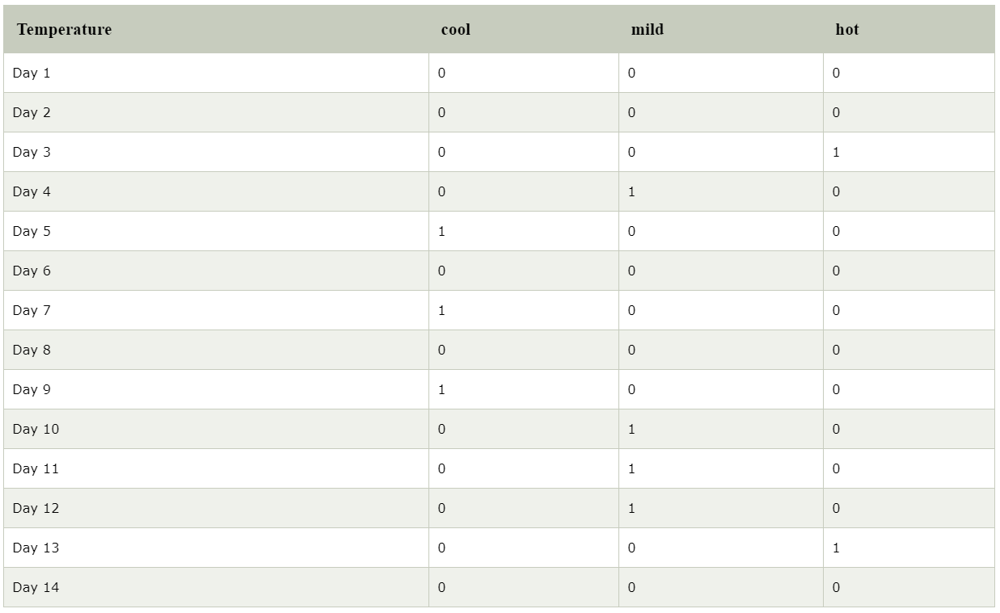 Temperature cool mild hot
Day 1 0 0 0
Day 2 0 0 0
Day 3 0 0 1
Day 4 0 1 0
Day 5 1 0 0
Day 6 0 0 0
Day 7 1 0 0
Day 8 0 0 0
Day 9 1 0 0
Day 10 0 1 0
Day 11 0 1 0
Day 12 0 1 0
Day 13 0 0 1
Day 14 0 0 0